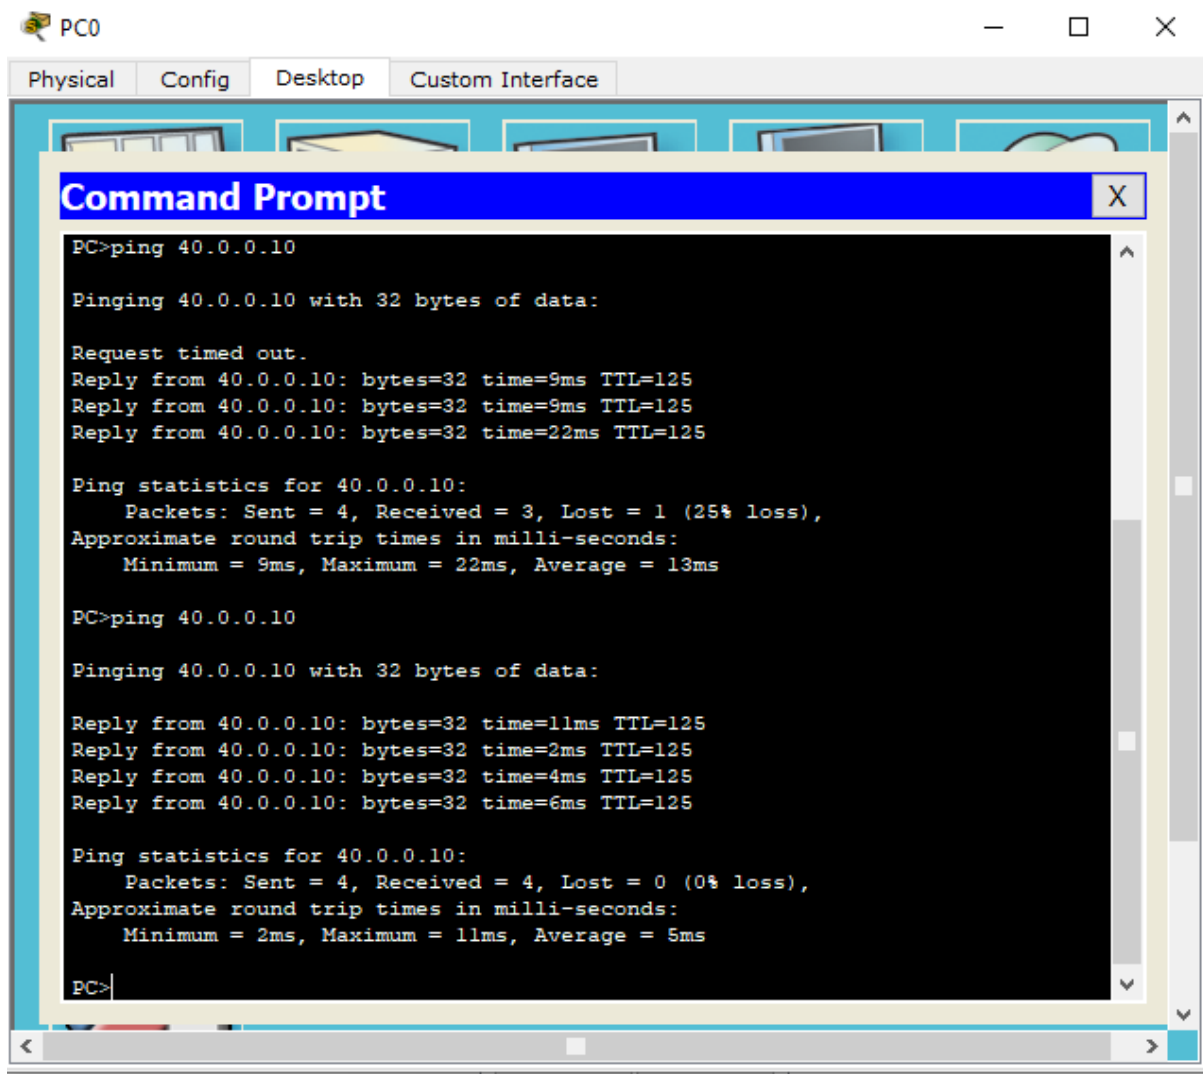 PC0
Physical Config Desktop Custom Interface
Command Prompt
X
PC>ping 40.0.0.10
Pinging 40.0.0.10 with 32 bytes of data:
Request timed out.
Reply from 40.0.0.10: bytes=32 time=9ms TTL=125
Reply from 40.0.0.10: bytes=32 time=9ms TTL=125
Reply from 40.0.0.10: bytes=32 time=22ms TTL=125
Ping statistics for 40.0.0.10:
Packets: Sent = 4, Received = 3, Lost = 1 (25% loss),
Approximate round trip times in milli-seconds:
Minimum = 9ms, Maximum = 22ms, Average = 13ms
PC>ping 40.0.0.10
Pinging 40.0.0.10 with 32 bytes of data:
Reply from 40.0.0.10: bytes=32 time=11ms TTL=125
Reply from 40.0.0.10: bytes=32 time=2ms TTL=125
Reply from 40.0.0.10: bytes=32 time=4ms TTL=125
Reply from 40.0.0.10: bytes=32 time=6ms TTL=125
Ping statistics for 40.0.0.10:
Packets: Sent = 4, Received = 4, Lost = 0 (0% loss),
Approximate round trip times in milli-seconds:
Minimum = 2ms, Maximum = 11ms, Average = 5ms
PC>